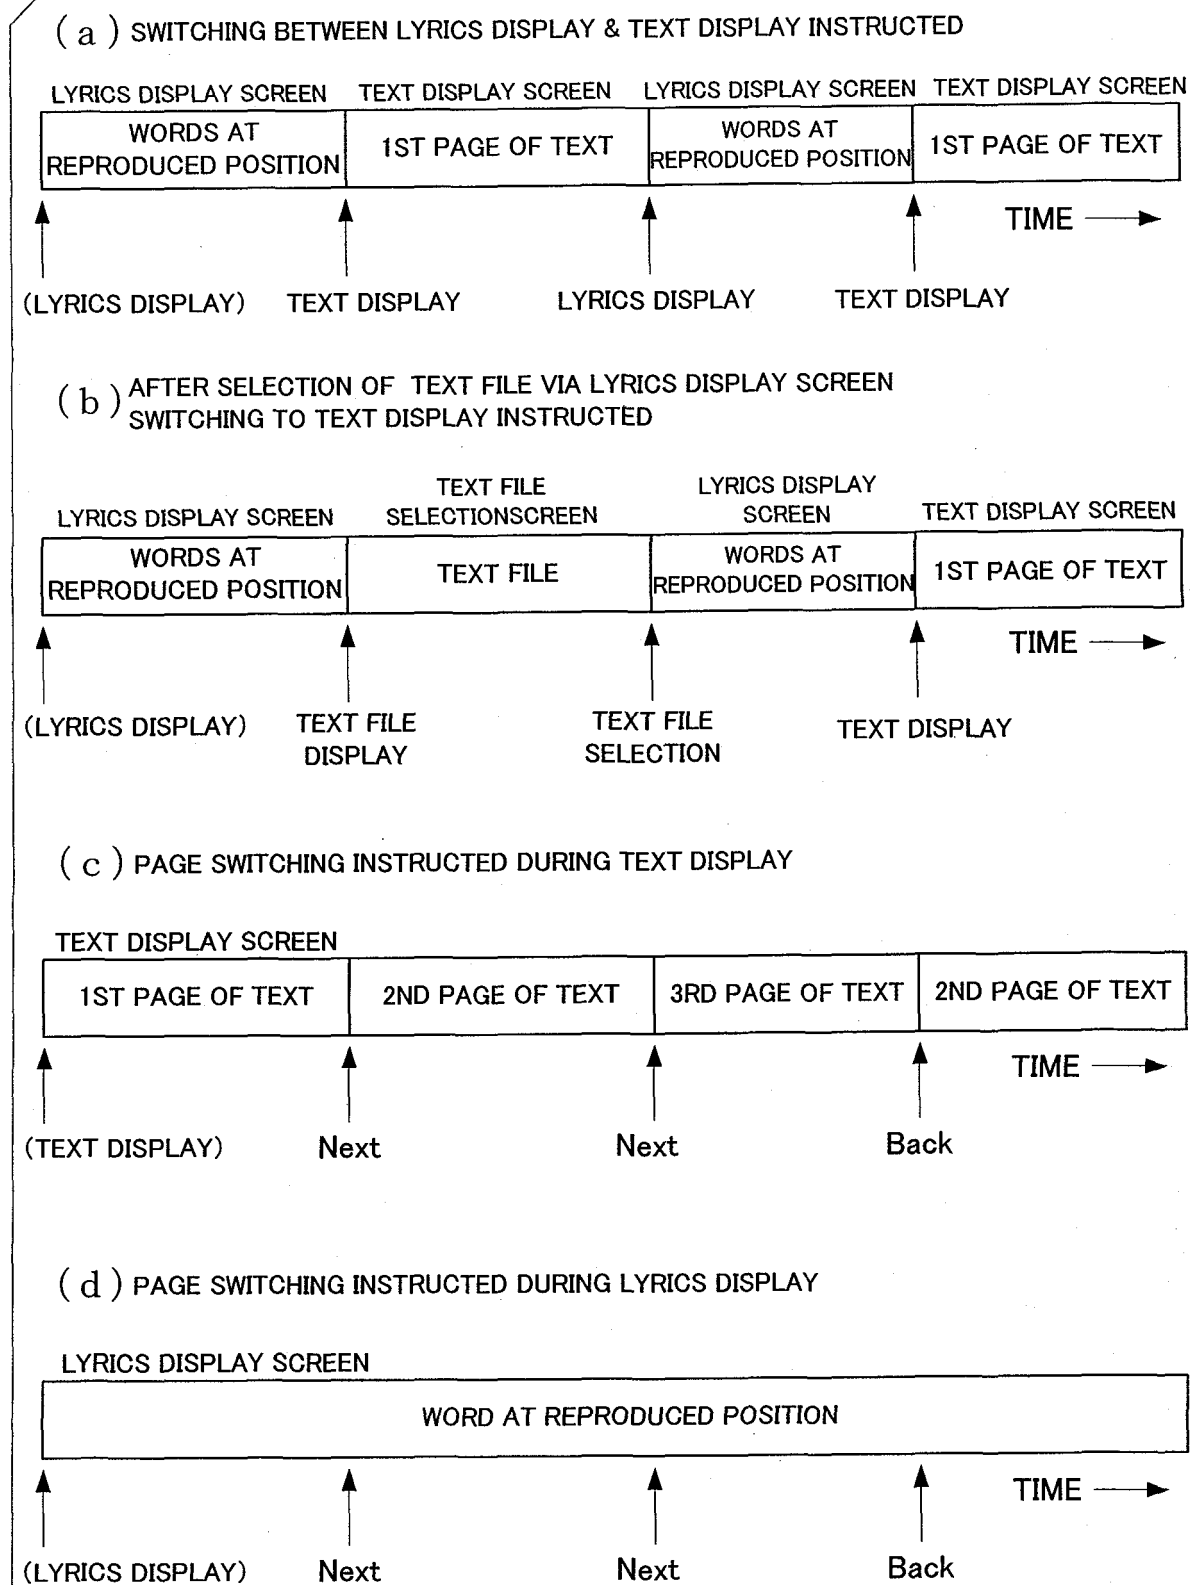 (a) SWITCHING BETWEEN LYRICS DISPLAY & TEXT DISPLAY INSTRUCTED
LYRICS DISPLAY SCREEN TEXT DISPLAY SCREEN LYRICS DISPLAY SCREEN TEXT DISPLAY SCREEN
WORDS AT
REPRODUCED POSITION
1ST PAGE OF TEXT
WORDS AT
REPRODUCED POSITION
1ST PAGE OF TEXT
TIME
(LYRICS DISPLAY) TEXT DISPLAY LYRICS DISPLAY TEXT DISPLAY
(b) AFTER SELECTION OF TEXT FILE VIA LYRICS DISPLAY SCREEN
SWITCHING TO TEXT DISPLAY INSTRUCTED
LYRICS DISPLAY SCREEN
TEXT FILE
SELECTIONSCREEN
LYRICS DISPLAY
SCREEN
TEXT DISPLAY SCREEN
WORDS AT
REPRODUCED POSITION
TEXT FILE
WORDS AT
REPRODUCED POSITION
1ST PAGE OF TEXT
TIME
(LYRICS DISPLAY)
TEXT FILE
DISPLAY
TEXT FILE
SELECTION
TEXT DISPLAY
(c) PAGE SWITCHING INSTRUCTED DURING TEXT DISPLAY
TEXT DISPLAY SCREEN
1ST PAGE OF TEXT 2ND PAGE OF TEXT 3RD PAGE OF TEXT 2ND PAGE OF TEXT
TIME
(TEXT DISPLAY) Next Next Back
(d) PAGE SWITCHING INSTRUCTED DURING LYRICS DISPLAY
LYRICS DISPLAY SCREEN
WORD AT REPRODUCED POSITION
TIME
(LYRICS DISPLAY) Next Next Back